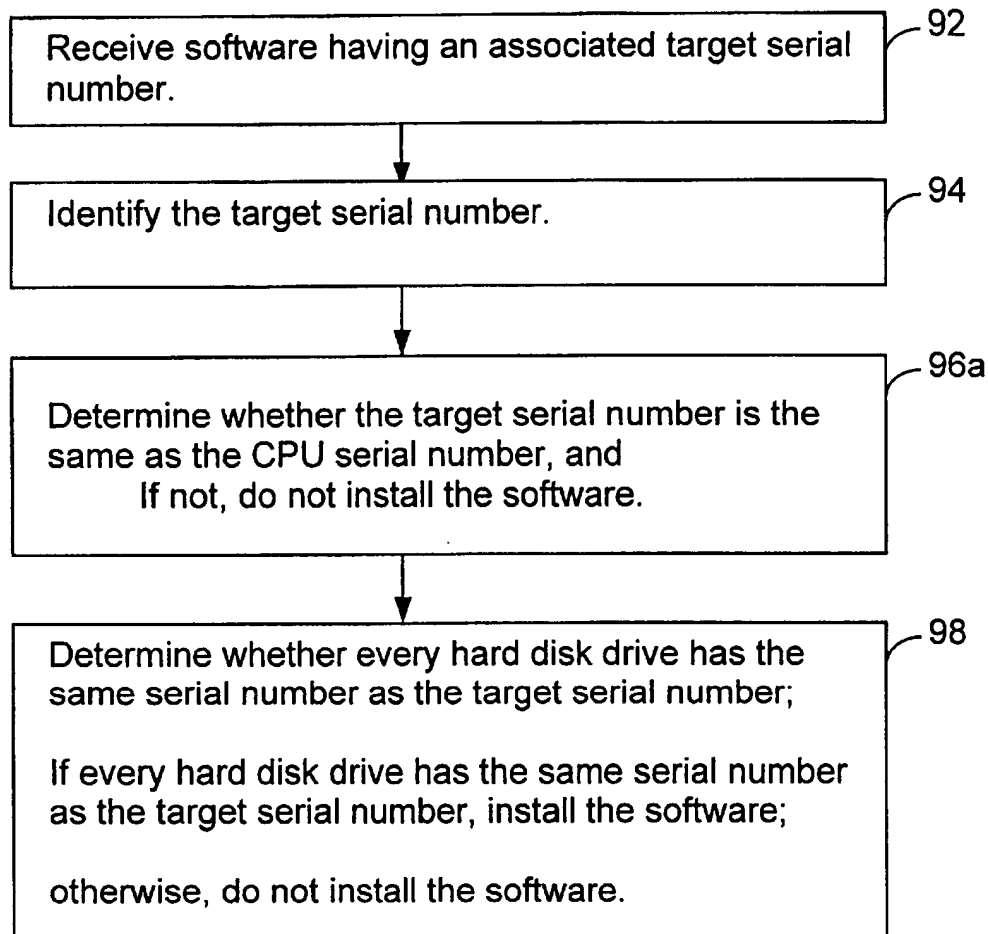 Receive software having an associated target serial
number.
92
Identify the target serial number.
94
Determine whether the target serial number is the
same as the CPU serial number, and
If not, do not install the software.
96a
Determine whether every hard disk drive has the
same serial number as the target serial number;
If every hard disk drive has the same serial number
as the target serial number, install the software;
otherwise, do not install the software.
98